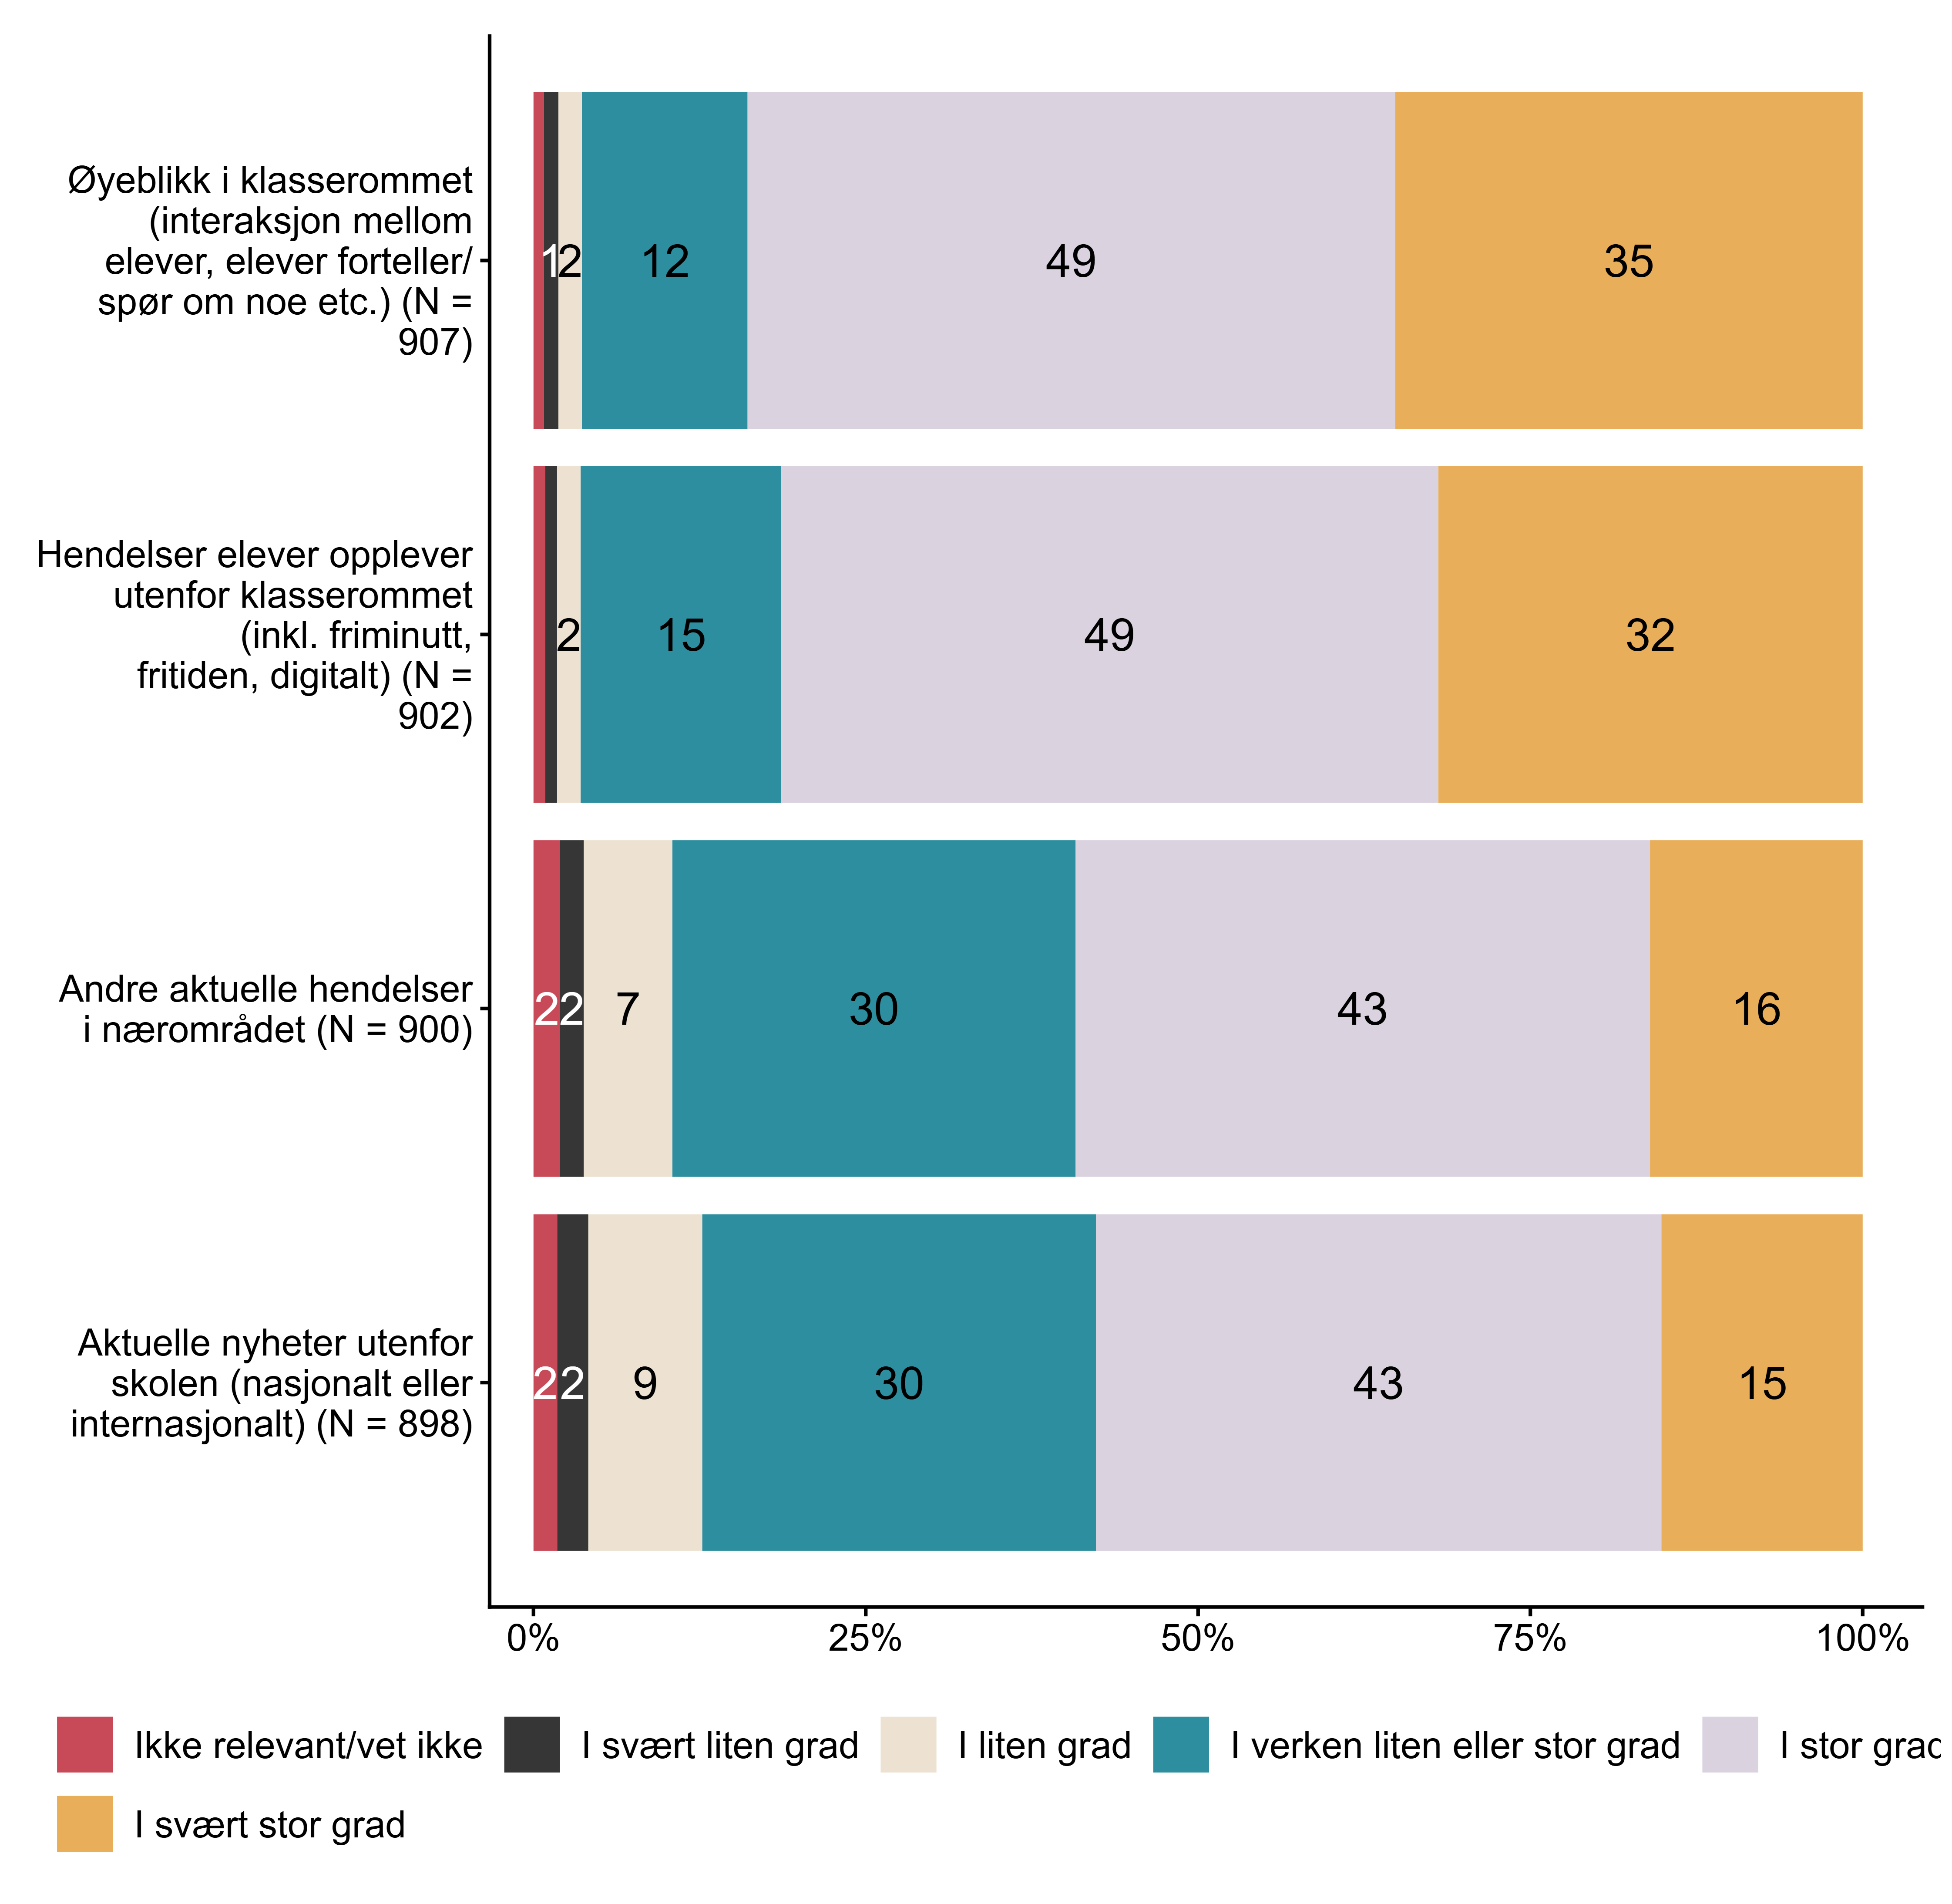 Øyeblikk i klasserommet
(interaksjon mellom
elever, elever forteller/
spør om noe etc.) (N =
907)
1 2 12 49 35
Hendelser elever opplever
utenfor klasserommet
(inkl. friminutt,
fritiden, digitalt) (N =
902)
2 15 49 32
Andre aktuelle hendelser
i nærområdet (N = 900)
2 2 7 30 43 16
Aktuelle nyheter utenfor
skolen (nasjonalt eller
internasjonalt) (N = 898)
2 2 9 30 43 15
0% 25% 50% 75% 100%
Ikke relevant/vet ikke I svært liten grad I liten grad I verken liten eller stor grad I stor grad
I svært stor grad